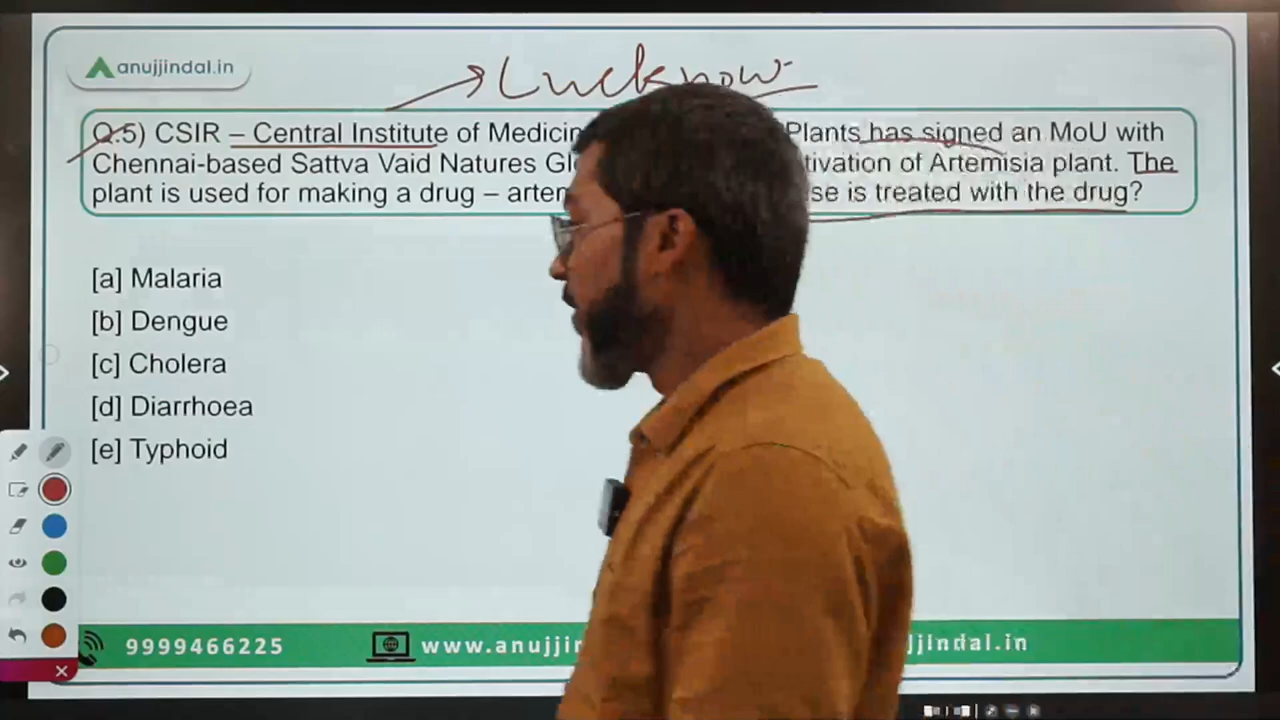 anujjindal.in
Lucknow
Q.5) CSIR – Central Institute of Medicin Plants has signed an MoU with
Chennai-based Sattva Vaid Natures Gl tivation of Artemisia plant. The
plant is used for making a drug – artem se is treated with the drug?
[a] Malaria
[b] Dengue
[c] Cholera
[d] Diarrhoea
[e] Typhoid
9999466225 www.anujji jjindal.in